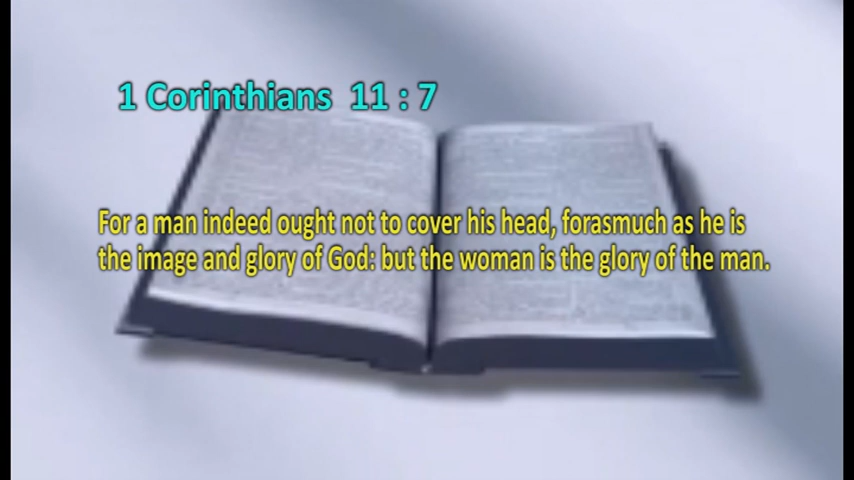 1 Corinthians 11 : 7
For a man indeed ought not to cover his head, forasmuch as he is
the image and glory of God: but the woman is the glory of the man.